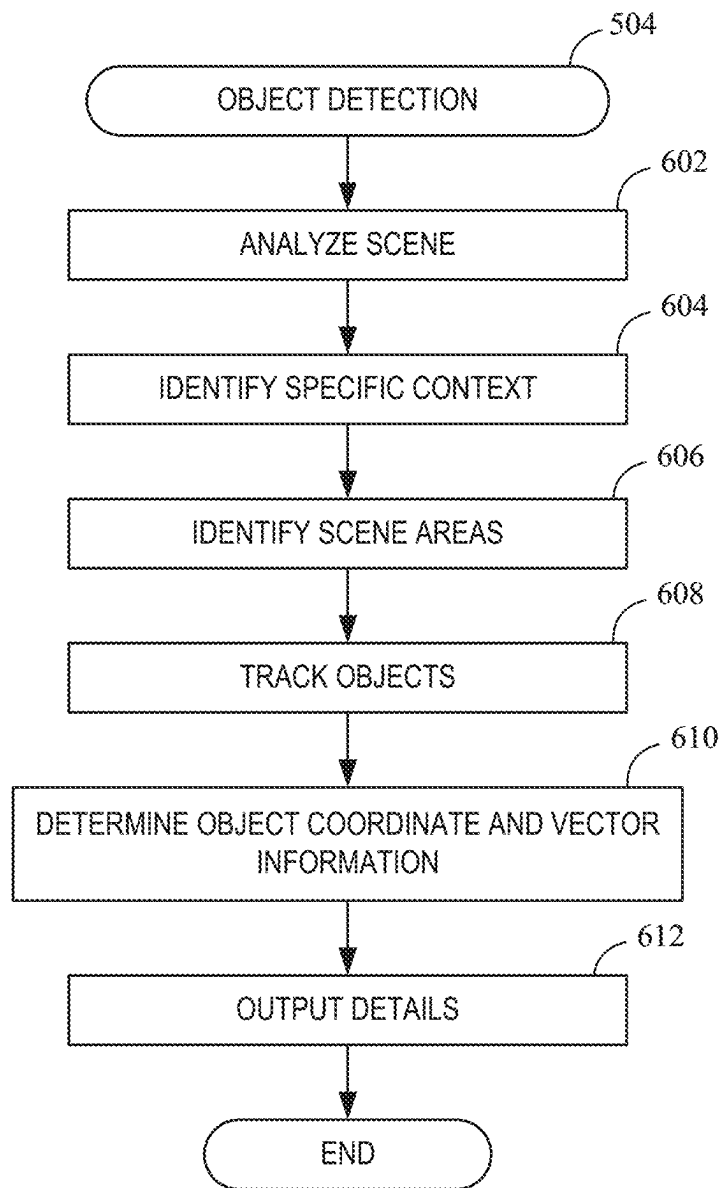 504
OBJECT DETECTION
602
ANALYZE SCENE
604
IDENTIFY SPECIFIC CONTEXT
606
IDENTIFY SCENE AREAS
608
TRACK OBJECTS
610
DETERMINE OBJECT COORDINATE AND VECTOR
INFORMATION
612
OUTPUT DETAILS
END